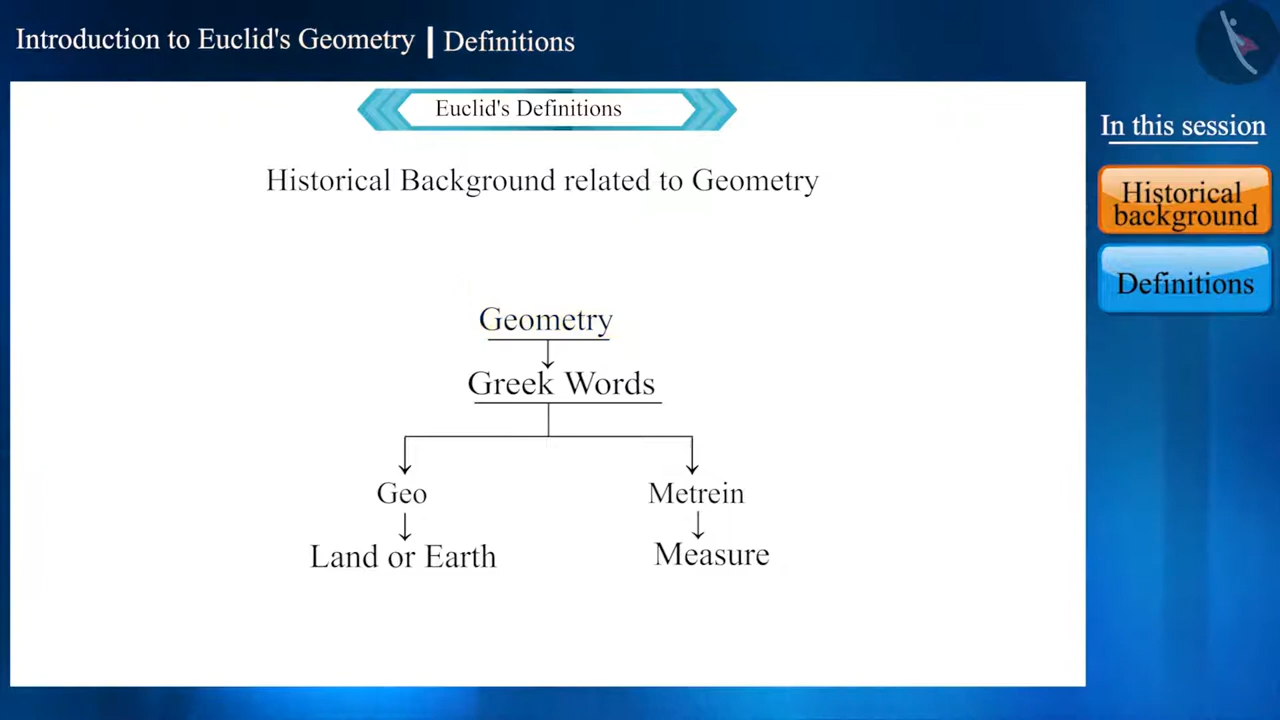 Introduction to Euclid's Geometry | Definitions
Euclid's Definitions
Historical Background related to Geometry
Geometry
Greek Words
Geo
Metrein
Land or Earth
Measure
In this session
Historical
background
Definitions